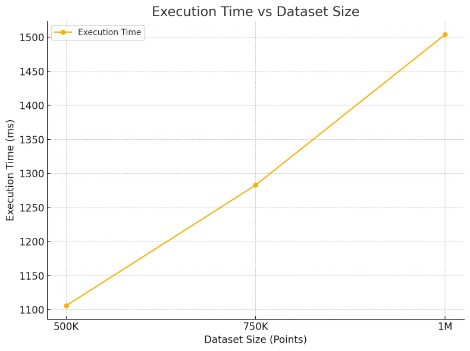 Execution Time vs Dataset Size
Execution Time
1500
1450
1400
1350
1300
1250
1200
1150
1100
Execution Time (ms)
500K
750K
1M
Dataset Size (Points)